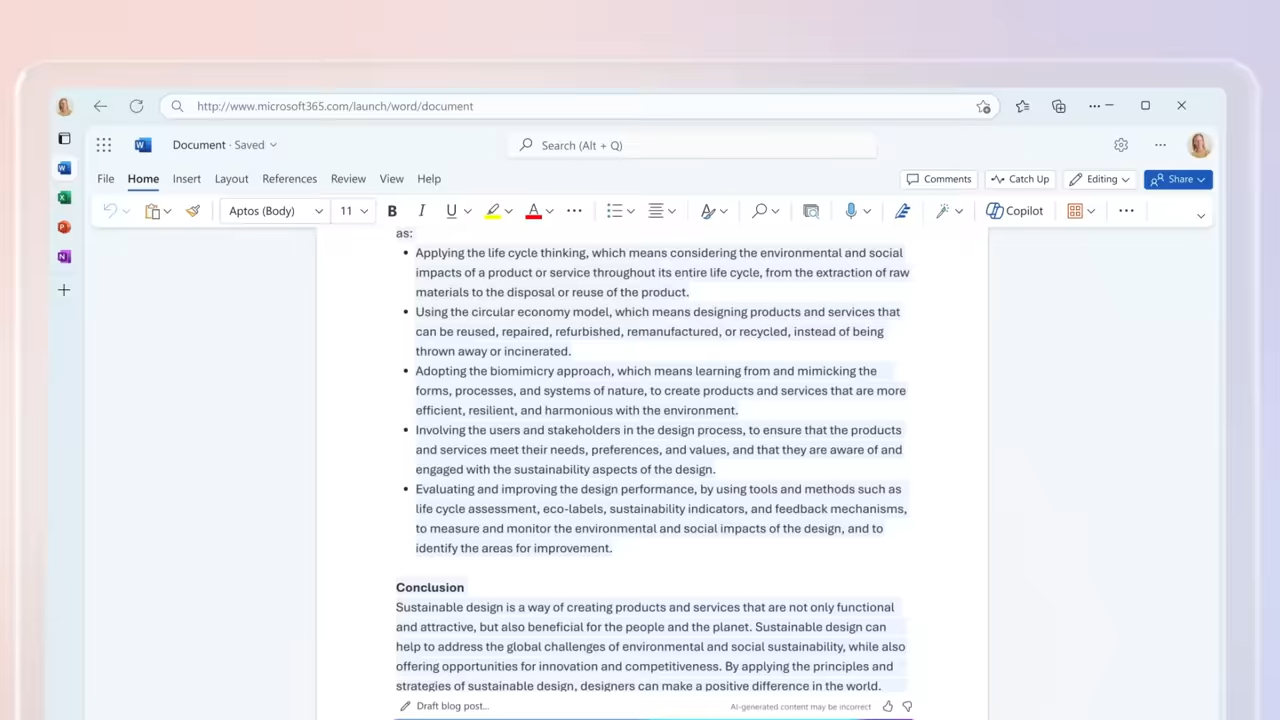 http://www.microsoft365.com/launch/word/document
Document · Saved
Search (Alt + Q)
File Home Insert Layout References Review View Help
Comments Catch Up Editing Share
Aptos (Body) 11 B I U A Copilot
as:
• Applying the life cycle thinking, which means considering the environmental and social
impacts of a product or service throughout its entire life cycle, from the extraction of raw
materials to the disposal or reuse of the product.
• Using the circular economy model, which means designing products and services that
can be reused, repaired, refurbished, remanufactured, or recycled, instead of being
thrown away or incinerated.
• Adopting the biomimicry approach, which means learning from and mimicking the
forms, processes, and systems of nature, to create products and services that are more
efficient, resilient, and harmonious with the environment.
• Involving the users and stakeholders in the design process, to ensure that the products
and services meet their needs, preferences, and values, and that they are aware of and
engaged with the sustainability aspects of the design.
• Evaluating and improving the design performance, by using tools and methods such as
life cycle assessment, eco-labels, sustainability indicators, and feedback mechanisms,
to measure and monitor the environmental and social impacts of the design, and to
identify the areas for improvement.
Conclusion
Sustainable design is a way of creating products and services that are not only functional
and attractive, but also beneficial for the people and the planet. Sustainable design can
help to address the global challenges of environmental and social sustainability, while also
offering opportunities for innovation and competitiveness. By applying the principles and
strategies of sustainable design, designers can make a positive difference in the world.
Draft blog post... AI-generated content may be incorrect